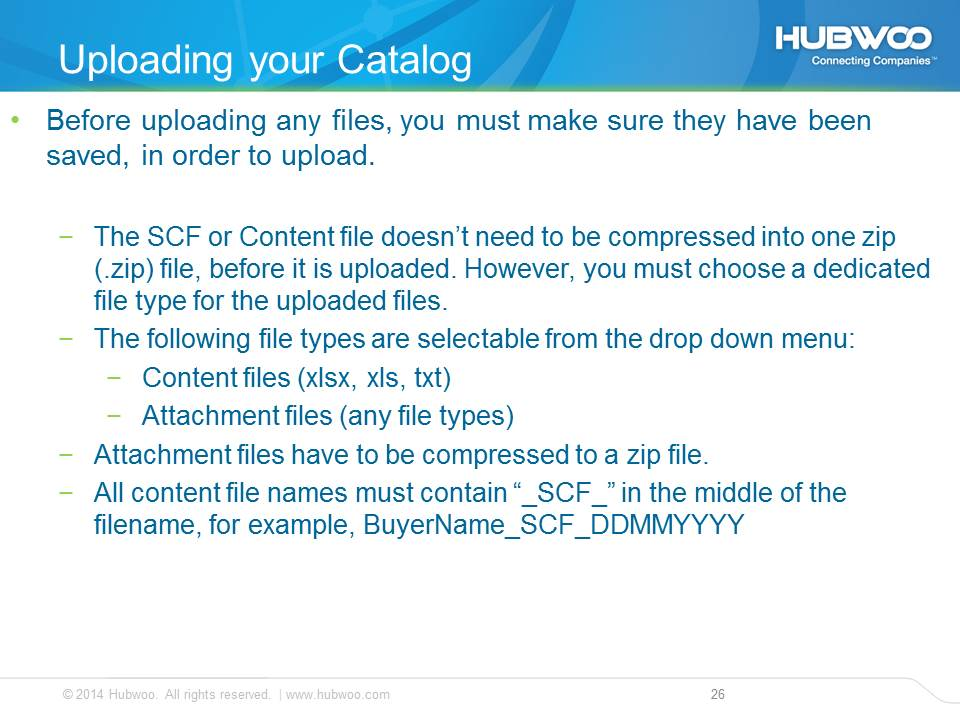 Uploading your Catalog
HUBWOO
Connecting Companies™
• Before uploading any files, you must make sure they have been
saved, in order to upload.
− The SCF or Content file doesn’t need to be compressed into one zip
(.zip) file, before it is uploaded. However, you must choose a dedicated
file type for the uploaded files.
− The following file types are selectable from the drop down menu:
− Content files (xlsx, xls, txt)
− Attachment files (any file types)
− Attachment files have to be compressed to a zip file.
− All content file names must contain “_SCF_” in the middle of the
filename, for example, BuyerName_SCF_DDMMYYYY
© 2014 Hubwoo. All rights reserved. | www.hubwoo.com
26